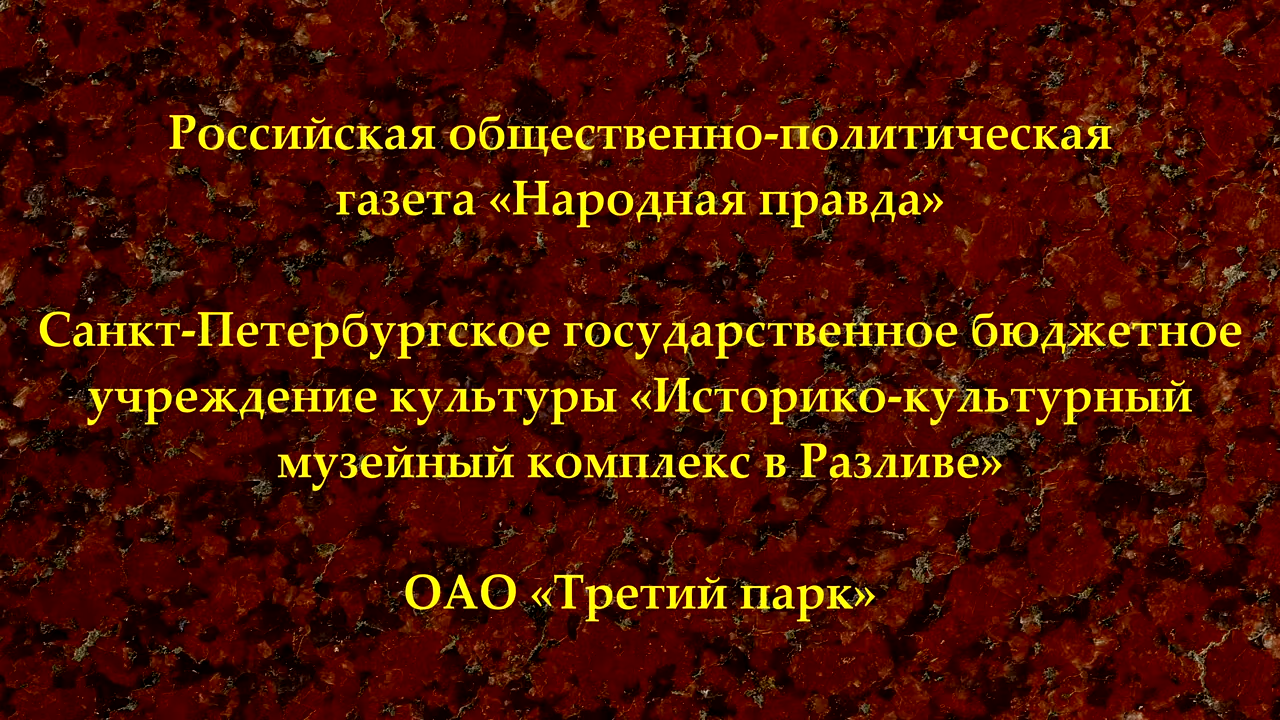 Российская общественно-политическая
газета «Народная правда»
Санкт-Петербургское государственное бюджетное
учреждение культуры «Историко-культурный
музейный комплекс в Разливе»
ОАО «Третий парк»